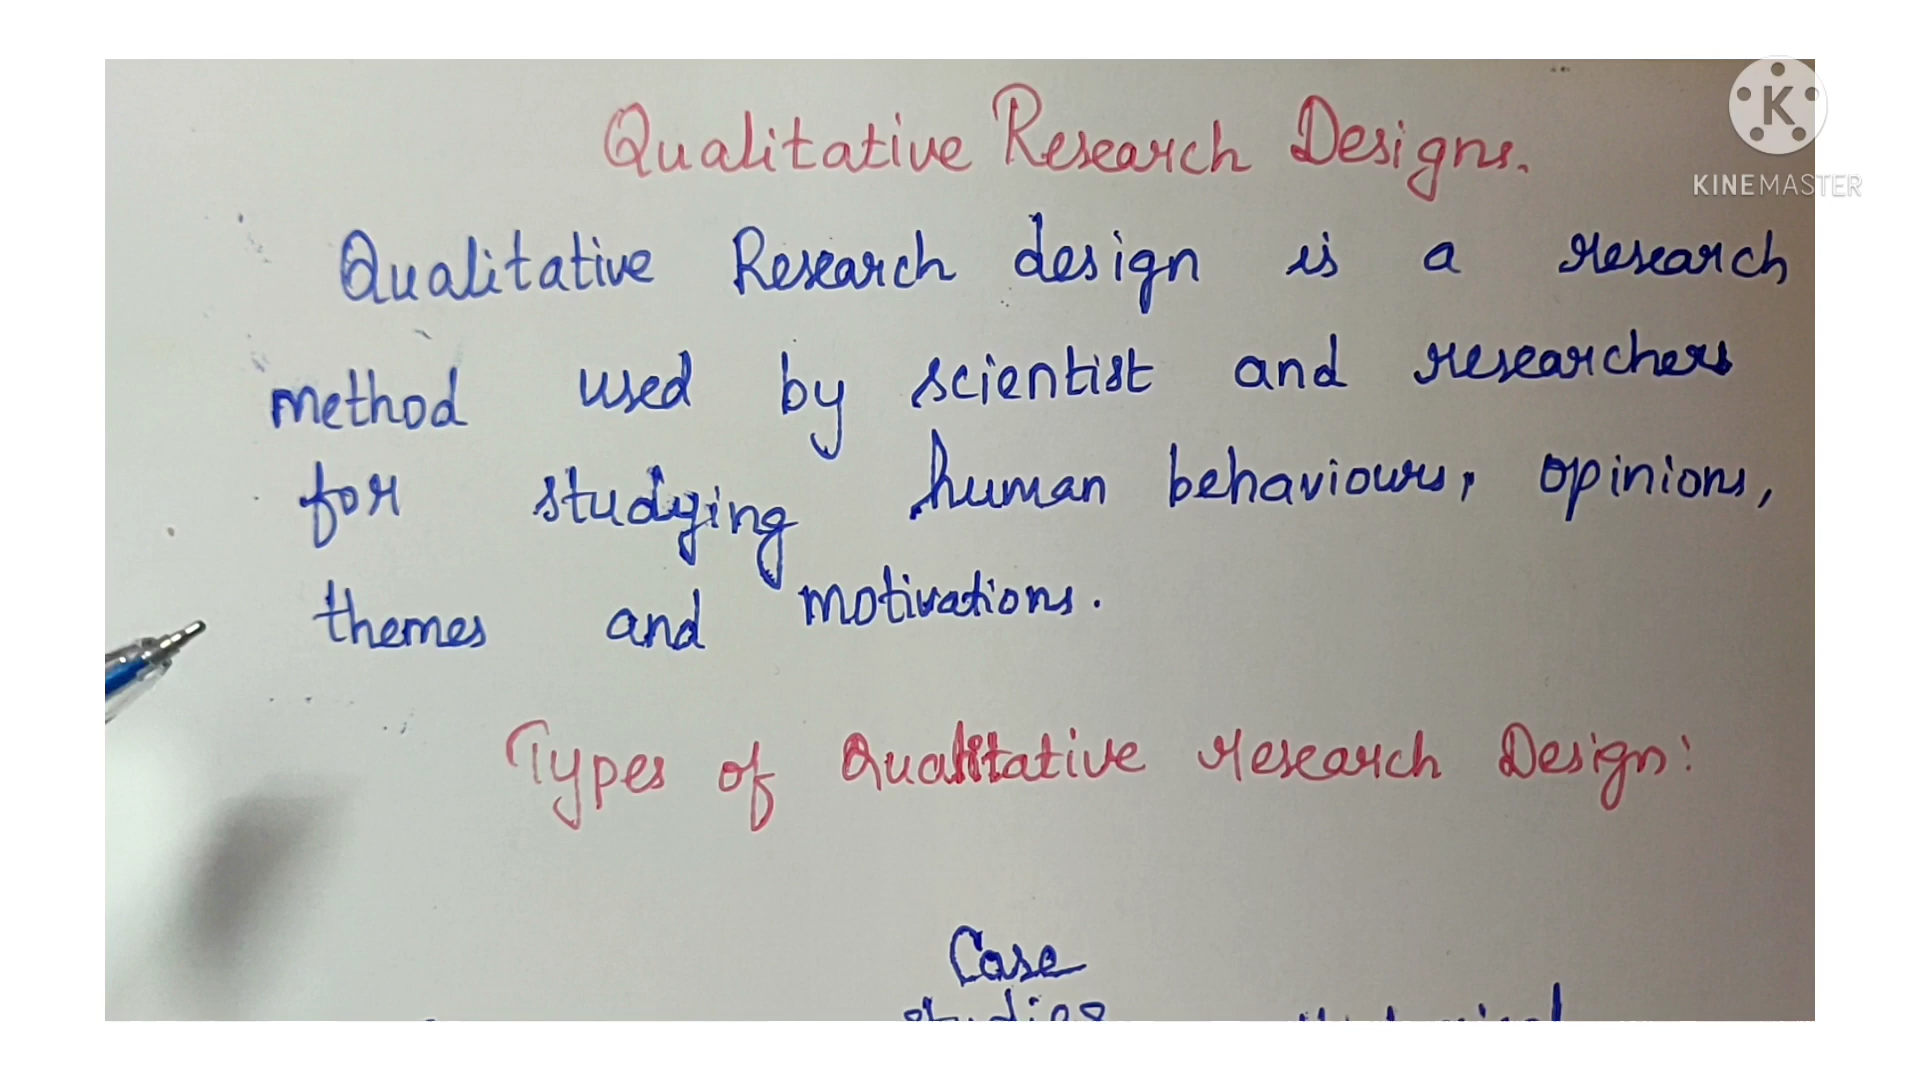 Qualitative Research Designs.
K
KINEMASTER
Qualitative Research design is a research
method used by scientist and researchers
for studying human behaviours, opinions,
themes and motivations.
Types of Qualitative research Design:
Case
studies